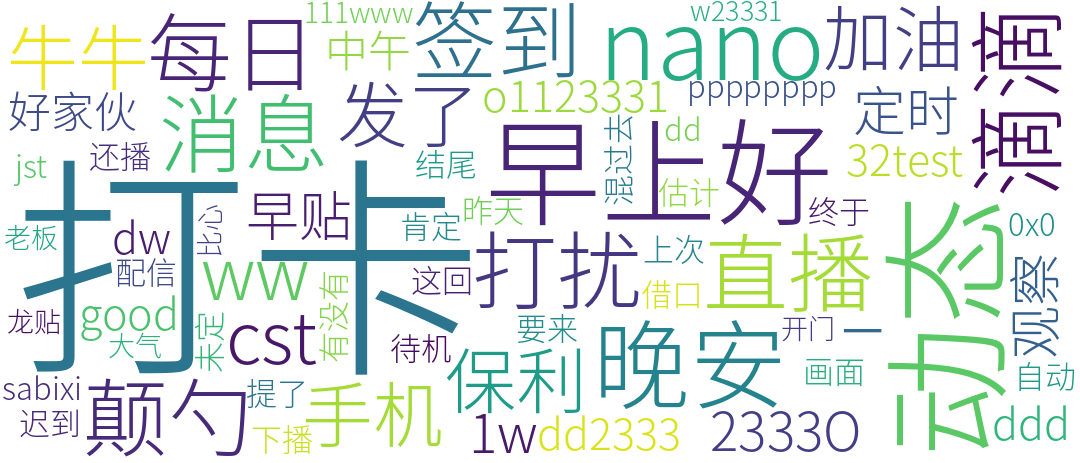 111www
w23331
牛牛
每日
中午
签到
nano
加油
滴滴
好家伙
消息
发了
o1123331
pppppppp
定时
还播
结尾
混过去
dd
32test
jst
打卡
早上好
早贴
比心
肯定
昨天
估计
终于
动态
0x0
老板
dw
配信
ww
这回
打扰
上次
直播
借口
观察
龙贴
good
大气
未定
cst
有没有
待机
要来
晚安
开门
一
保利
画面
自动
sabixi
迟到
颠勺
提了
手机
下播
1w
dd2333
2333O
ddd